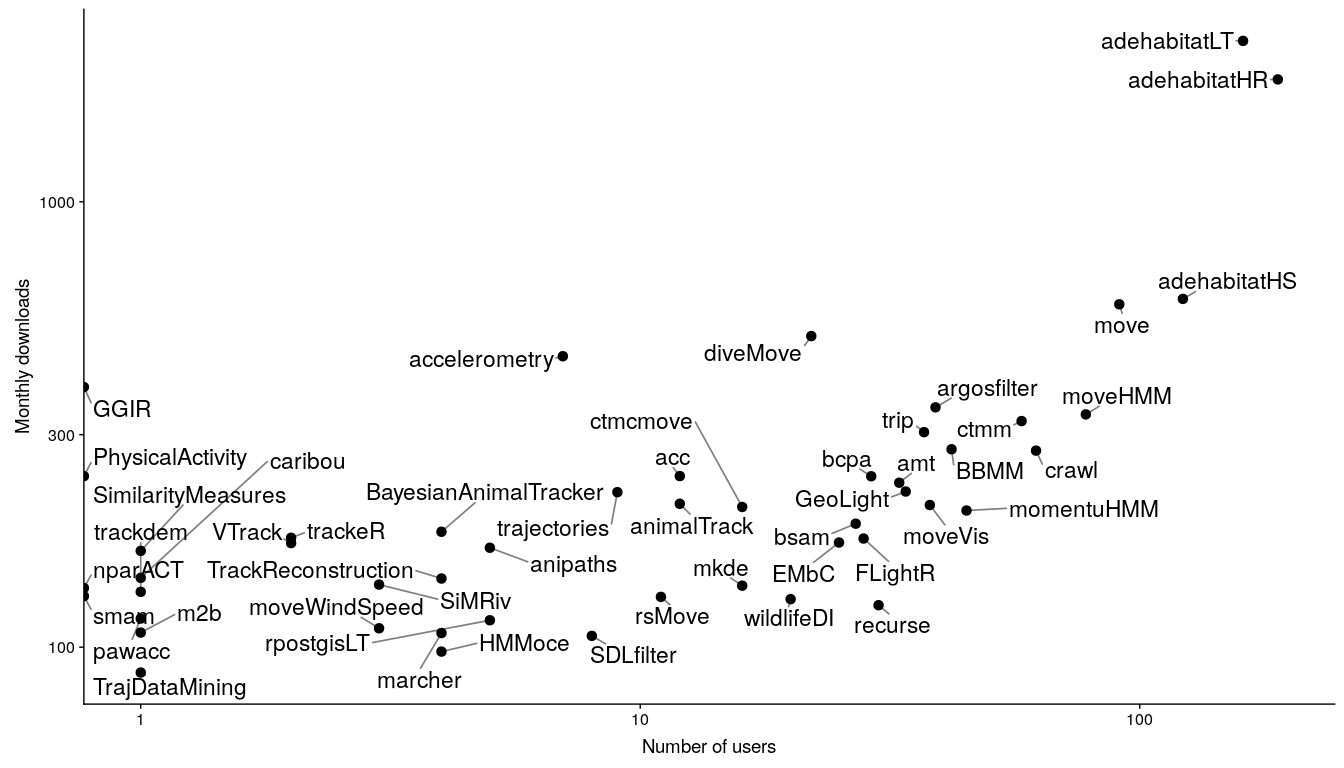 adehabitatLT
adehabitatHR
1000
adehabitatHS
move
diveMove
accelerometry
argosfilter
moveHMM
GGIR
ctmcmove
trip
ctmm
300
PhysicalActivity
caribou
acc
bcpa
amt
BBMM
crawl
SimilarityMeasures
BayesianAnimalTracker
GeoLight
momentuHMM
trackdem
VTrack
trackeR
trajectories
animalTrack
bsam
moveVis
nparACT
TrackReconstruction
anipaths
mkde
EMbC
FLightR
smam
m2b
moveWindSpeed
SiMRiv
rsMove
wildlifeDI
recurse
pawacc
rpostgisLT
HMMoce
SDLfilter
100
TrajDataMining
marcher
Monthly downloads
1
10
100
Number of users